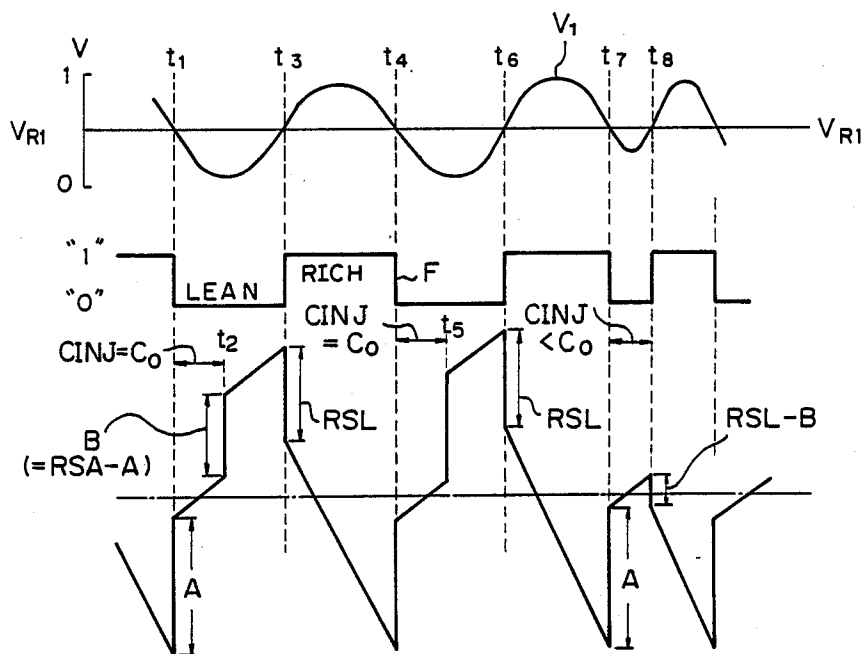 V t1 t3 t4 t6 V1 t7 t8
1
VR1 VR1
0
"1"
"0" LEAN RICH F
CINJ=C0 t2
CINJ
= C0 t5
CINJ
<C0
B
(=RSA-A)
RSL
RSL
RSL-B
A
A